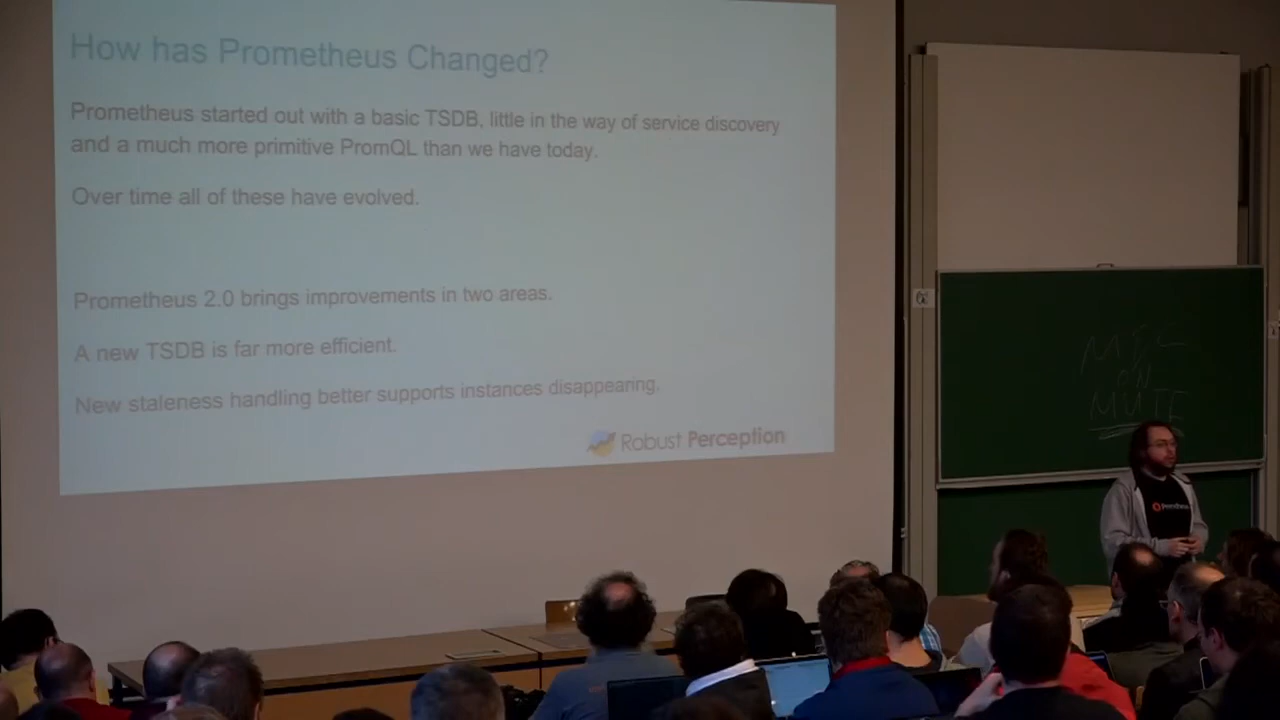 How has Prometheus Changed?
Prometheus started out with a basic TSDB, little in the way of service discovery
and a much more primitive PromQL than we have today.
Over time all of these have evolved.
Prometheus 2.0 brings improvements in two areas.
A new TSDB is far more efficient.
New staleness handling better supports instances disappearing.
Robust Perception
MIC
ON
MUTE